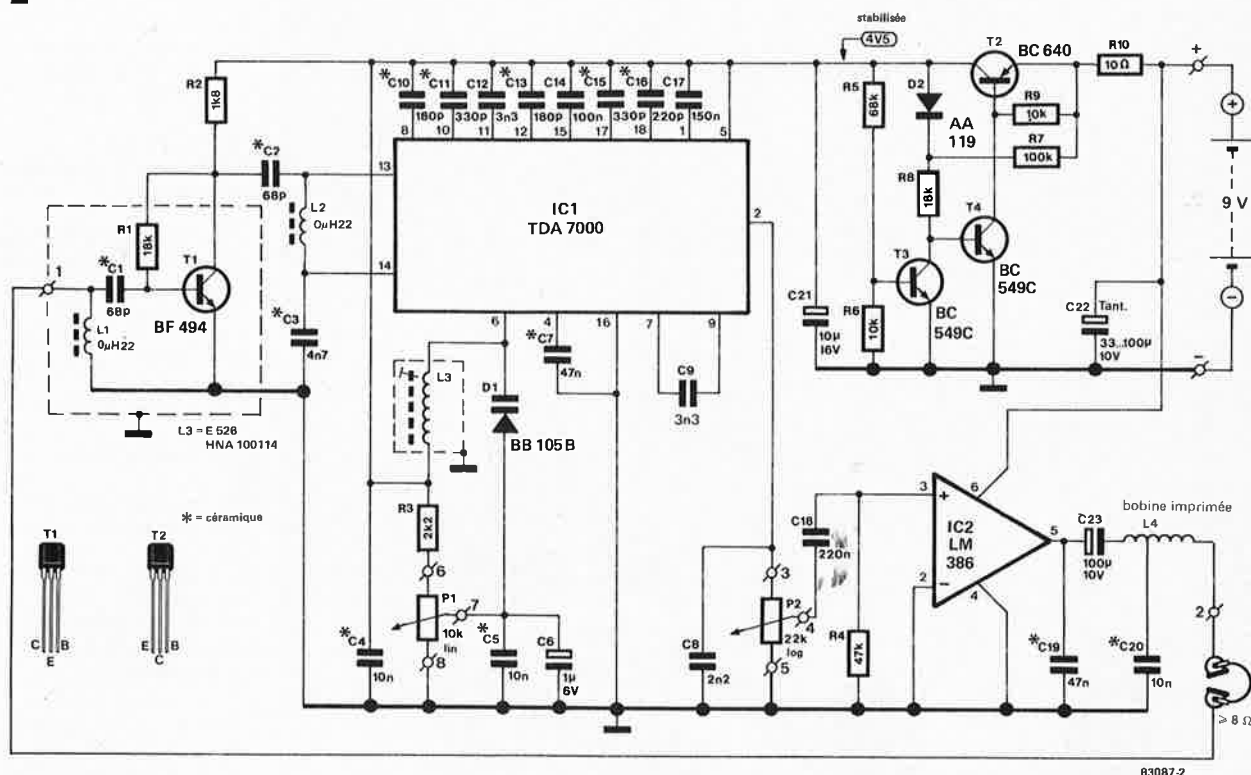 stabilisée
4V5
T2
BC 640
R10
10Ω
+
R2
1k8
*C10
180p
*C11
330p
C12
3n3
*C13
180p
C14
100n
*C15
330p
*C16
220p
C17
150n
8 10 11 12 15 17 18 1 5
R5
68k
D2
AA
119
R9
10k
R7
100k
R8
18k
T4
BC
549C
T3
BC
549C
R6
10k
9 V
+
−
−
C21
10µ
16V
C22
Tant.
33...100µ
10V
*C2
68p
13
L2
0µH22
14
IC1
TDA 7000
2
1
*C1
68p
R1
18k
T1
BF 494
L1
0µH22
*C3
4n7
6 4 16 7 9
*C7
47n
C9
3n3
L3
D1
BB 105B
L3 = E 526
HNA 100114
* = céramique
T1
C
E
B
T2
E
C
B
R3
2k2
6
P1
10k
lin
7
8
*C4
10n
*C5
10n
C6
1µ
6V
C8
2n2
3
P2
22k
log
4
5
C18
220n
R4
47k
3
+
2
−
6
IC2
LM
386
5
4
C23
100µ
10V
bobine imprimée
L4
*C19
47n
*C20
10n
2
⩾ 8 Ω
83087-2